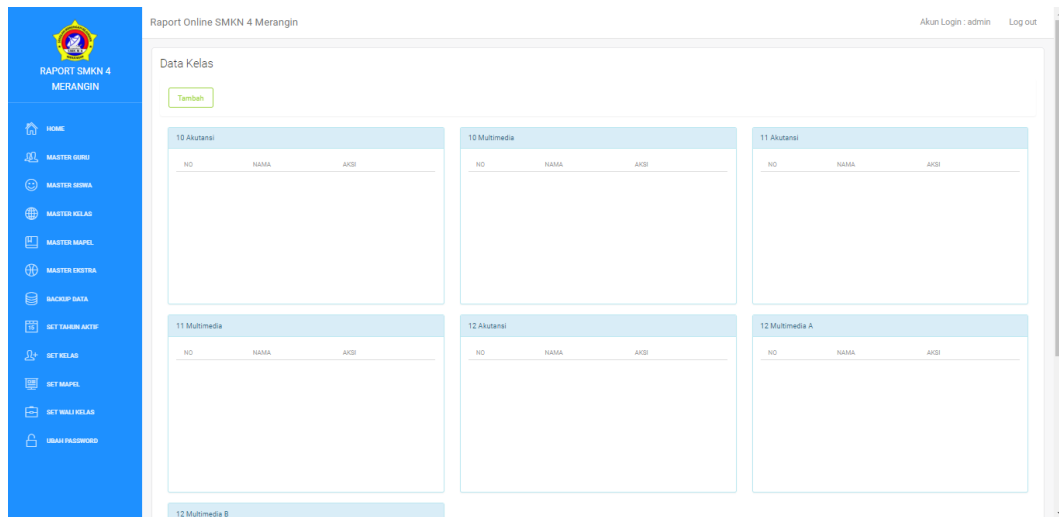 RAPORT SMKN 4
MERANGIN
HOME
MASTER GURU
MASTER SISWA
MASTER KELAS
MASTER MAPEL
MASTER EKSTRA
BACKUP DATA
SET TAHUN AKTIF
SET KELAS
SET MAPEL
SET WALI KELAS
UBAH PASSWORD
Raport Online SMKN 4 Merangin
Akun Login : admin Log out
Data Kelas
Tambah
10 Akutansi
NO NAMA AKSI
10 Multimedia
NO NAMA AKSI
11 Akutansi
NO NAMA AKSI
11 Multimedia
NO NAMA AKSI
12 Akutansi
NO NAMA AKSI
12 Multimedia A
NO NAMA AKSI
12 Multimedia B